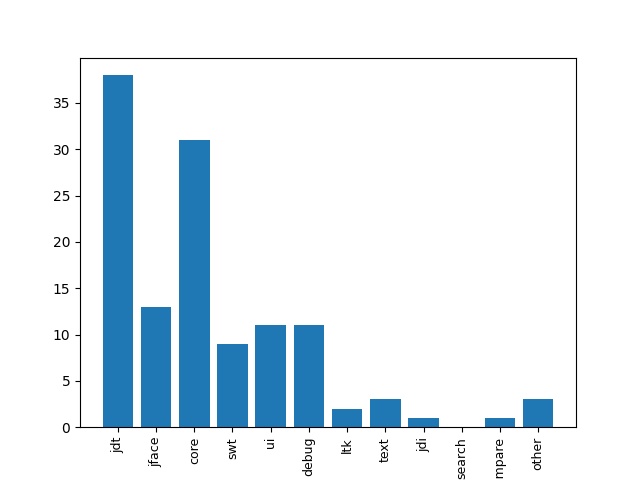 35
30
25
20
15
10
5
0
jdt
jface
core
swt
ui
debug
ltk
text
jdi
search
mpare
other